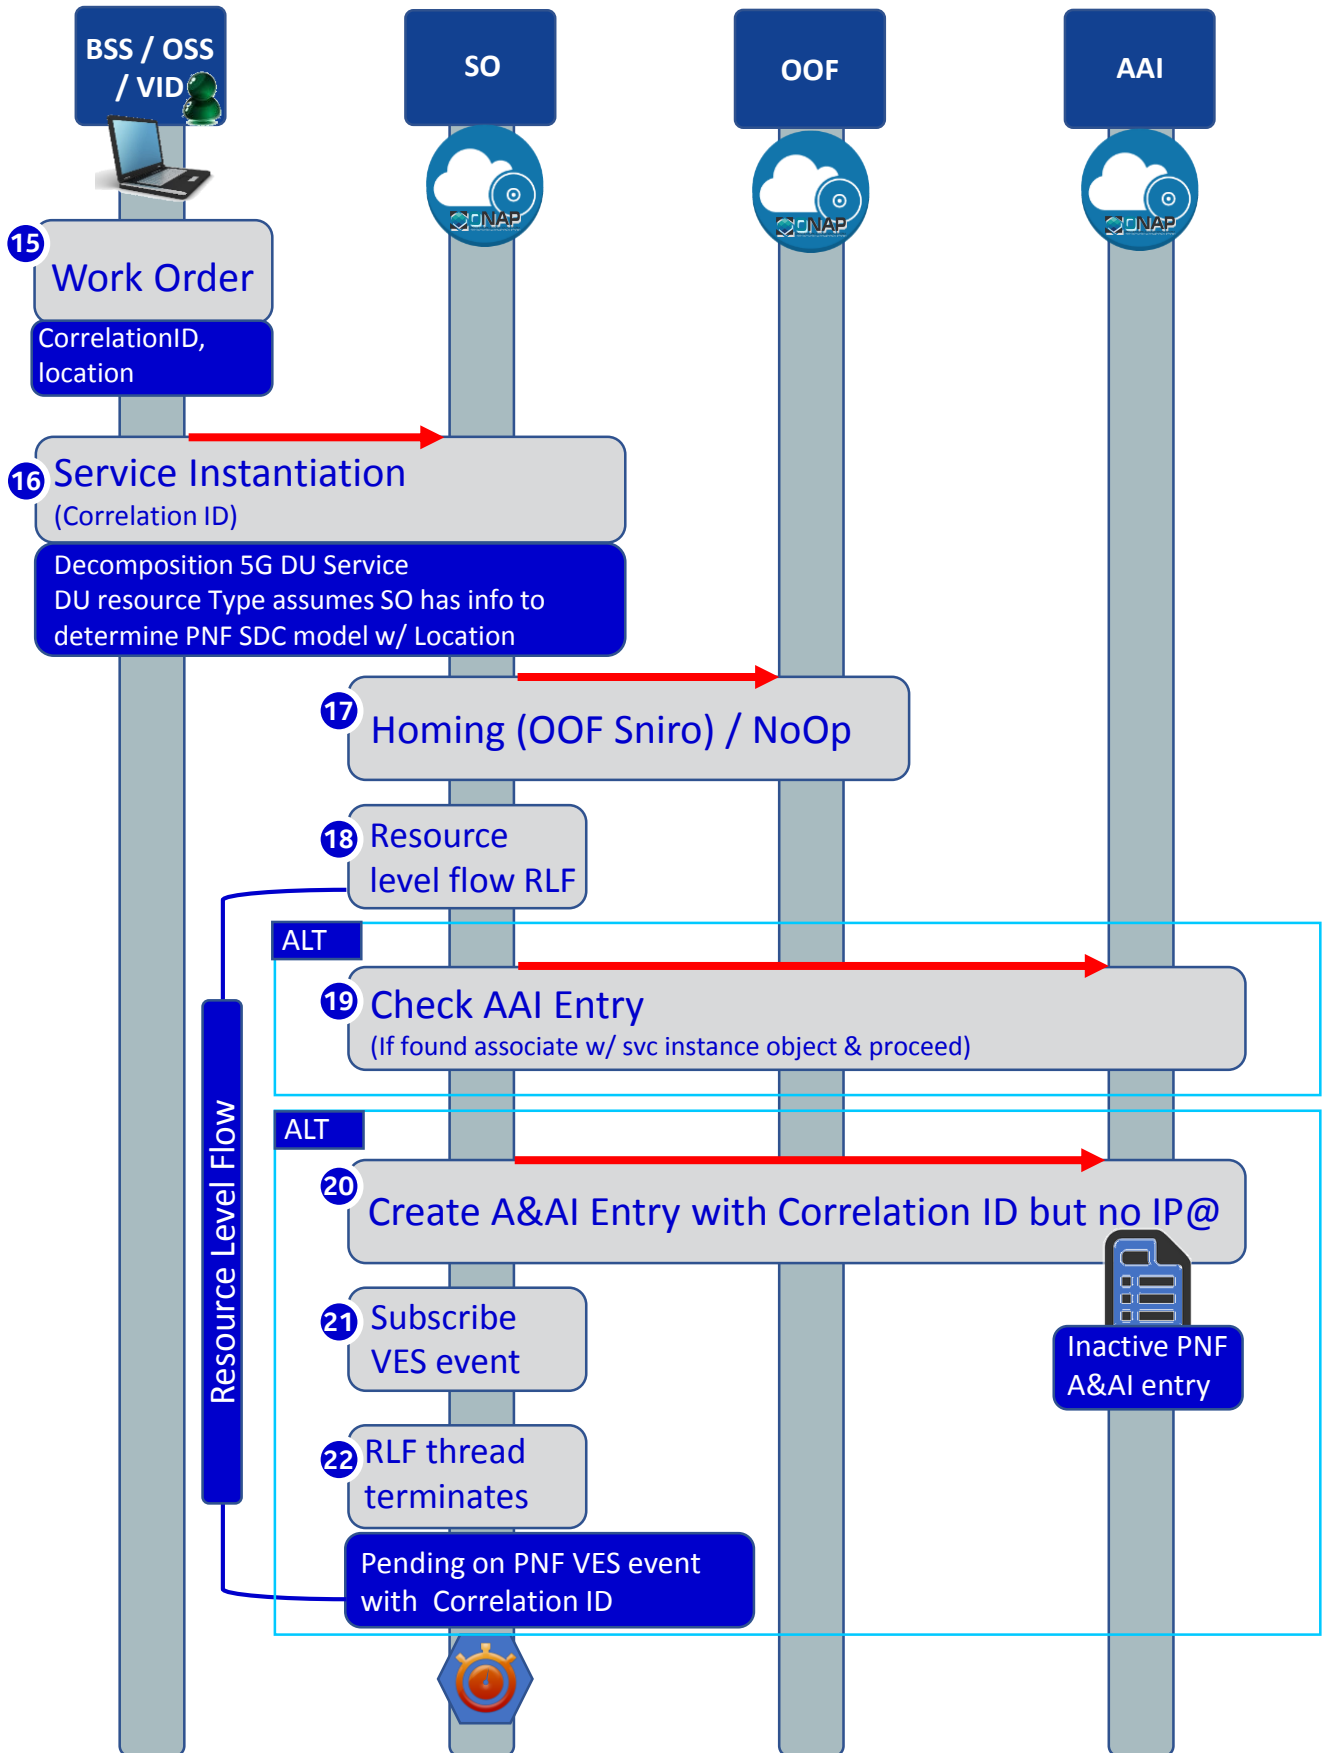 BSS / OSS
/ VID
SO
OOF
AAI
ONAP
ONAP
ONAP
15
Work Order
CorrelationID,
location
16
Service Instantiation
(Correlation ID)
Decomposition 5G DU Service
DU resource Type assumes SO has info to
determine PNF SDC model w/ Location
17
Homing (OOF Sniro) / NoOp
18
Resource
level flow RLF
ALT
19
Check AAI Entry
(If found associate w/ svc instance object & proceed)
Resource Level Flow
ALT
20
Create A&AI Entry with Correlation ID but no IP@
21
Subscribe
VES event
Inactive PNF
A&AI entry
22
RLF thread
terminates
Pending on PNF VES event
with  Correlation ID